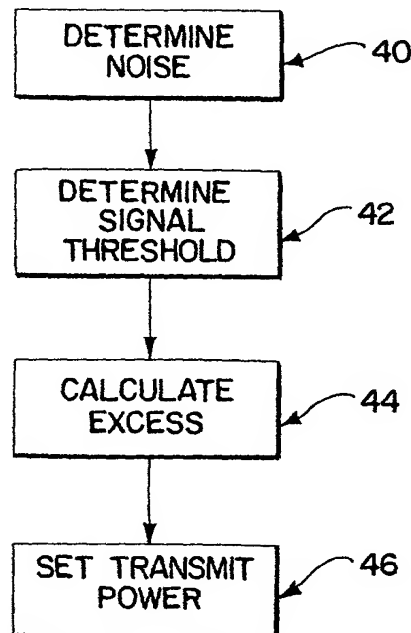 DETERMINE
NOISE
40
DETERMINE
SIGNAL
THRESHOLD
42
CALCULATE
EXCESS
44
SET TRANSMIT
POWER
46